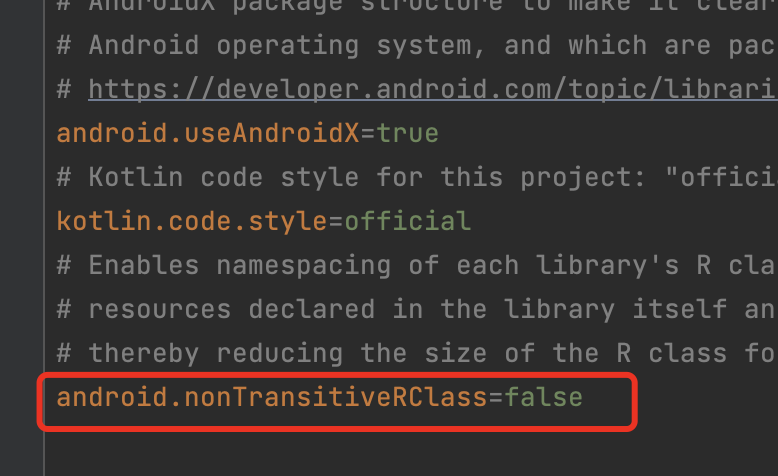 # AndroidX package structure to make it clear
# Android operating system, and which are pac
# https://developer.android.com/topic/librari
android.useAndroidX=true
# Kotlin code style for this project: "offici
kotlin.code.style=official
# Enables namespacing of each library's R cla
# resources declared in the library itself an
# thereby reducing the size of the R class fo
android.nonTransitiveRClass=false